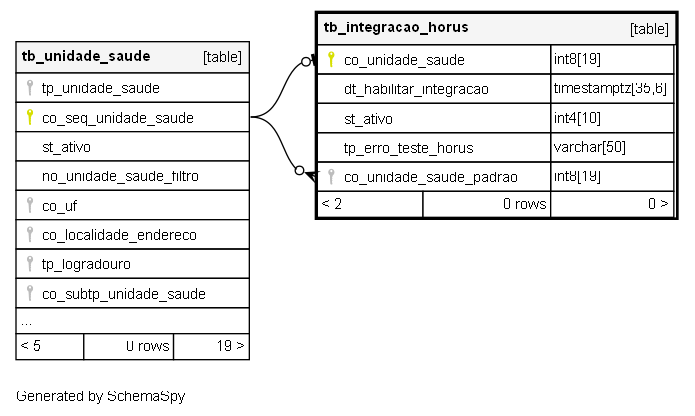 tb_unidade_saude [table]
tp_unidade_saude
co_seq_unidade_saude
st_ativo
no_unidade_saude_filtro
co_uf
co_localidade_endereco
tp_logradouro
co_subtp_unidade_saude
...
< 5 0 rows 19 >
tb_integracao_horus [table]
co_unidade_saude int8[19]
dt_habilitar_integracao timestamptz[35,6]
st_ativo int4[10]
tp_erro_teste_horus varchar[50]
co_unidade_saude_padrao int8[19]
< 2 0 rows 0 >
Generated by SchemaSpy